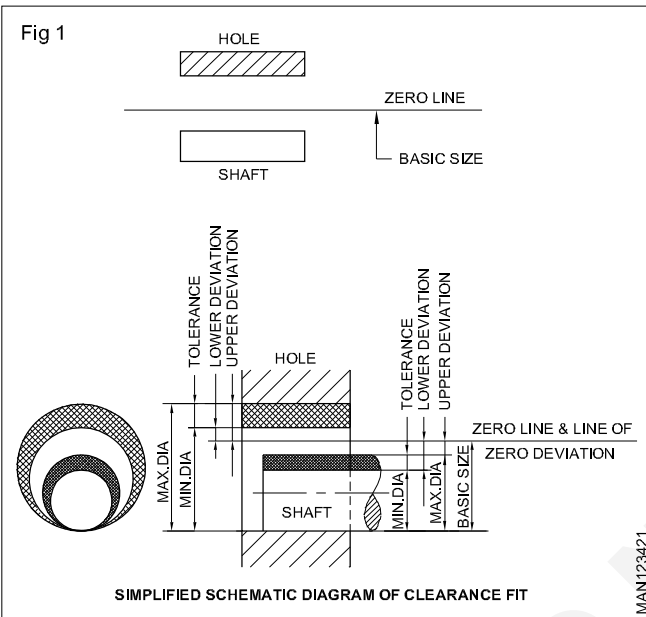 Fig 1
HOLE
ZERO LINE
BASIC SIZE
SHAFT
TOLERANCE
LOWER DEVIATION
UPPER DEVIATION
HOLE
TOLERANCE
LOWER DEVIATION
UPPER DEVIATION
ZERO LINE & LINE OF
ZERO DEVIATION
MAX.DIA
MIN.DIA
SHAFT
MIN.DIA
MAX.DIA
BASIC SIZE
SIMPLIFIED SCHEMATIC DIAGRAM OF CLEARANCE FIT
MAN123421